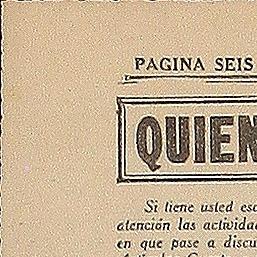 PAGINA SEIS
QUIEN
Si tiene usted esc
atención las actividad
en que pase a discu